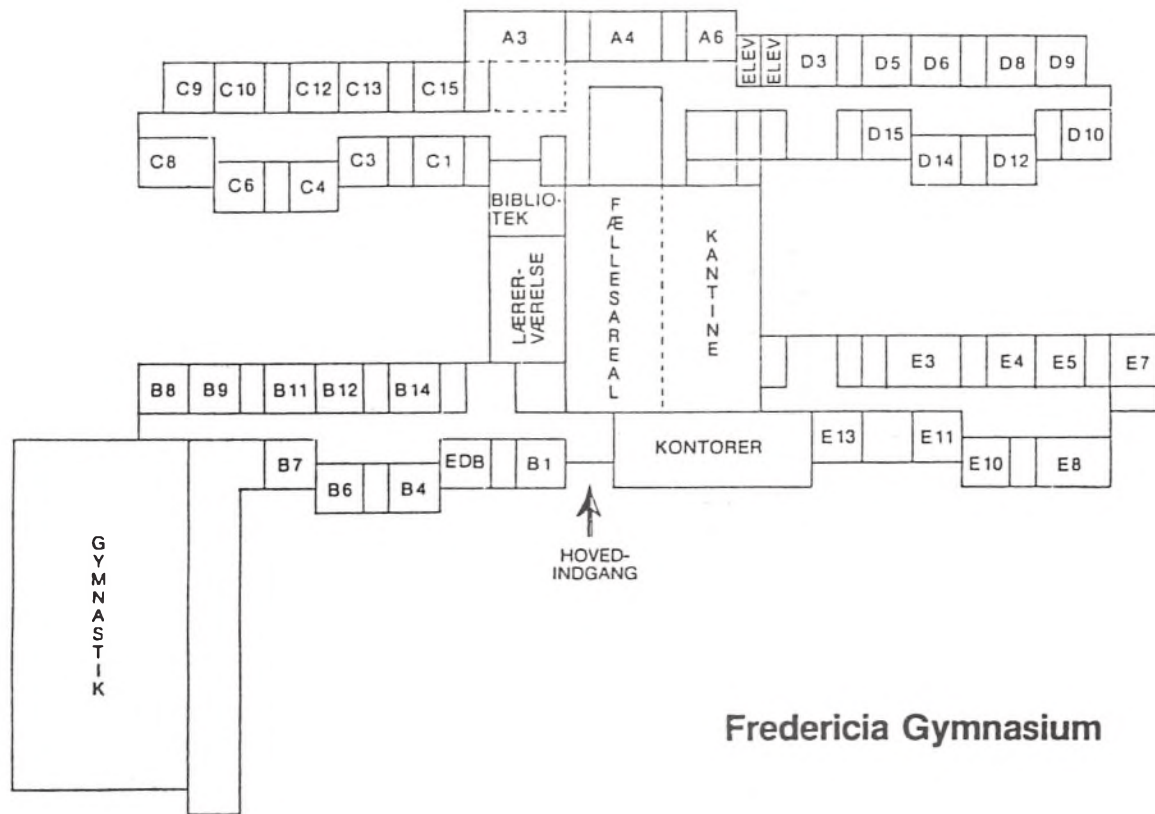 A3 A4 A6
ELEV ELEV D3 D5 D6 D8 D9
C9 C10 C12 C13 C15
C8 C6 C4 C3 C1
D15 D14 D12 D10
BIBLIO-
TEK
LÆRER-
VÆRELSE
FÆLLESAREAL
KANTINE
B8 B9 B11 B12 B14
E3 E4 E5 E7
B7 B6 B4 EDB B1
KONTORER
E13 E11 E10 E8
GYMNASTIK
HOVED-
INDGANG
Fredericia Gymnasium